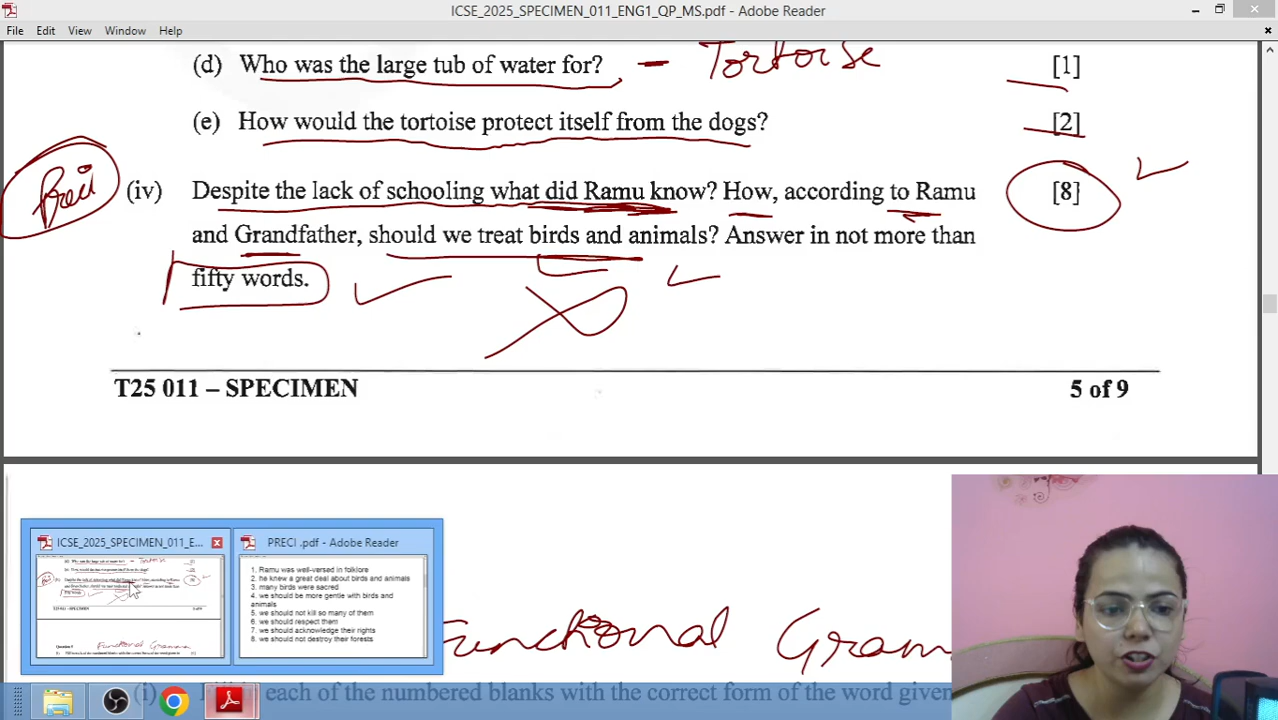 ICSE_2025_SPECIMEN_011_ENG1_QP_MS.pdf - Adobe Reader
File Edit View Window Help
(d) Who was the large tub of water for? - Tortoise [1]
(e) How would the tortoise protect itself from the dogs? [2]
Preci
(iv) Despite the lack of schooling what did Ramu know? How, according to Ramu [8]
and Grandfather, should we treat birds and animals? Answer in not more than
fifty words.
T25 011 – SPECIMEN 5 of 9
ICSE_2025_SPECIMEN_011_E...
PRECI .pdf - Adobe Reader
1. Ramu was well-versed in folklore
2. he knew a great deal about birds and animals
3. many birds were sacred
4. we should be more gentle with birds and
animals
5. we should not kill so many of them
6. we should respect them
7. we should acknowledge their rights
8. we should not destroy their forests
Functional Gramm
(i) each of the numbered blanks with the correct form of the word given